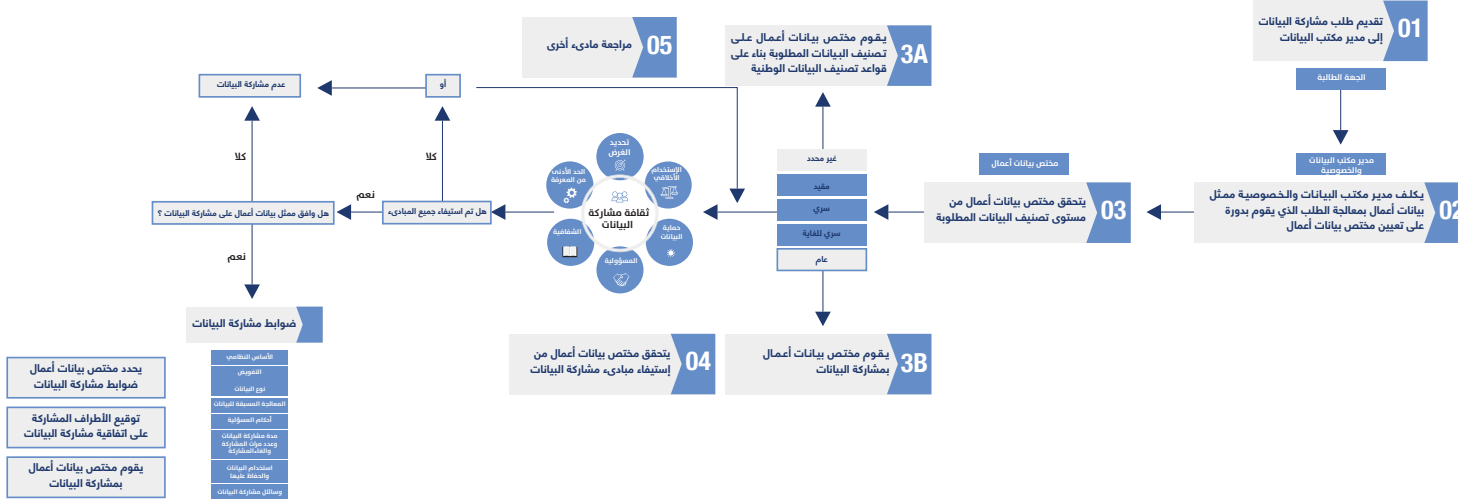 01
تقديم طلب مشاركة البيانات
إلى مدير مكتب البيانات
الجهة الطالبة
مدير مكتب البيانات
والخصوصية
02
يكلف مدير مكتب البيانات والخصوصية ممثل
بيانات أعمال بمعالجة الطلب الذي يقوم بدورة
على تعيين مختص بيانات أعمال
مختص بيانات أعمال
03
يتحقق مختص بيانات أعمال من
مستوى تصنيف البيانات المطلوبة
3A
يقوم مختص بيانات أعمال على
تصنيف البيانات المطلوبة بناء على
قواعد تصنيف البيانات الوطنية
غير محدد
مقيد
سري
سري للغاية
عام
3B
يقوم مختص بيانات أعمال
بمشاركة البيانات
05
مراجعة مادىء أخرى
تحديد
الغرض
الإستخدام
الأخلاقي
حماية
البيانات
المسؤولية
الشفافية
الحد الأدنى
من المعرفة
ثقافة مشاركة
البيانات
04
يتحقق مختص بيانات أعمال من
إستيفاء مبادىء مشاركة البيانات
هل تم استيفاء جميع المبادىء
كلا
أو
نعم
عدم مشاركة البيانات
كلا
هل وافق ممثل بيانات أعمال على مشاركة البيانات ؟
نعم
ضوابط مشاركة البيانات
الأساس النظامي
التفويض
نوع البيانات
المعالجة المسبقة للبيانات
أحكام المسؤلية
مدة مشاركة البيانات
وعدد مرات المشاركة
والغاءالمشاركة
استخدام البيانات
والحفاظ عليها
وسائل مشاركة البيانات
يحدد مختص بيانات أعمال
ضوابط مشاركة البيانات
توقيع الأطراف المشاركة
على اتفاقية مشاركة البيانات
يقوم مختص بيانات أعمال
بمشاركة البيانات